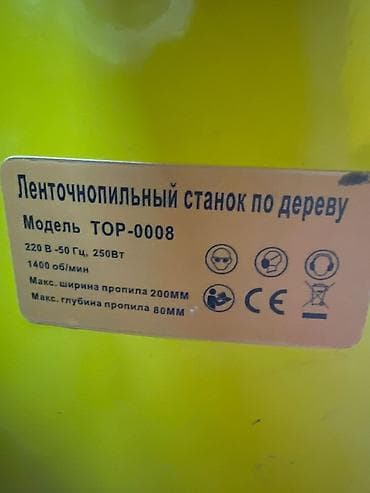 Ленточнопильный станок по дереву
Модель TOP-0008
220 В -50 Гц, 250Вт
1400 об/мин
Макс. ширина пропила 200ММ
Макс. глубина пропила 80ММ
CE